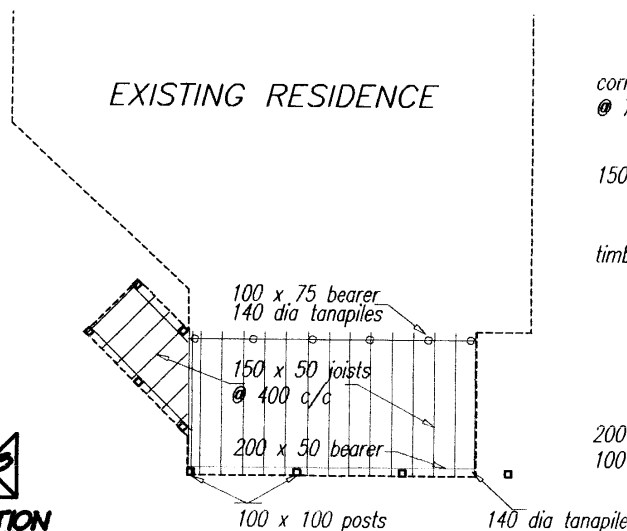 EXISTING RESIDENCE
150
100 x 75 bearer
140 dia tanapiles
150 x 50 joists
@ 400 c/c
200 x 50 bearer
200
100
100 x 100 posts
140 dia tanapile